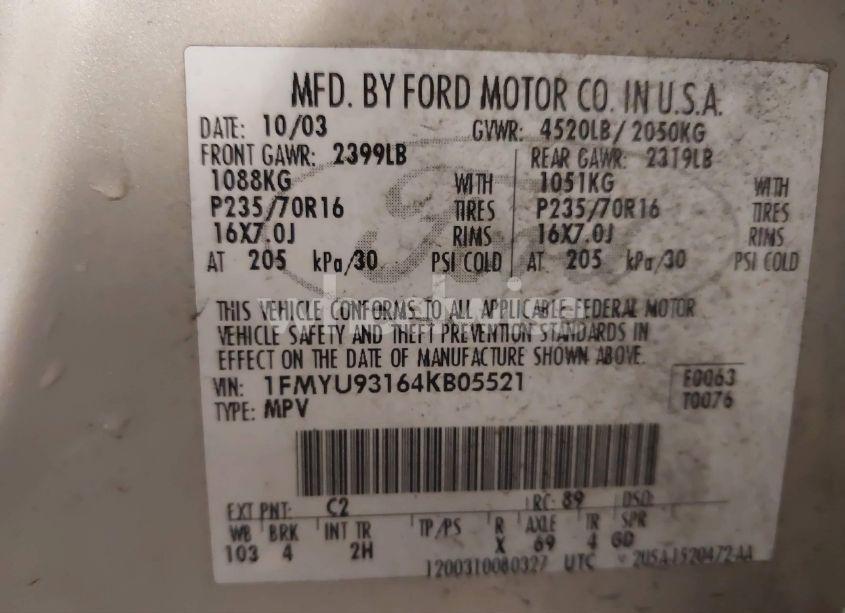 MFD. BY FORD MOTOR CO. IN U.S.A.
DATE: 10/03 GVWR: 4520LB/2050KG
FRONT GAWR: 2399LB REAR GAWR: 2319LB
1088KG WITH 1051KG WITH
P235/70R16 TIRES P235/70R16 TIRES
16X7.0J RIMS 16X7.0J RIMS
AT 205 kPa/30 PSI COLD AT 205 kPa/30 PSI COLD
THIS VEHICLE CONFORMS TO ALL APPLICABLE FEDERAL MOTOR
VEHICLE SAFETY AND THEFT PREVENTION STANDARDS IN
EFFECT ON THE DATE OF MANUFACTURE SHOWN ABOVE.
VIN: 1FMYU93164KB05521 F0063
TYPE: MPV T0076
EXT PNT: C2 RC: 89 DSO:
WB BRK INT TR TP/PS R AXLE TR SPR
103 4 2H X 69 4 GD
1200310080327 UTC